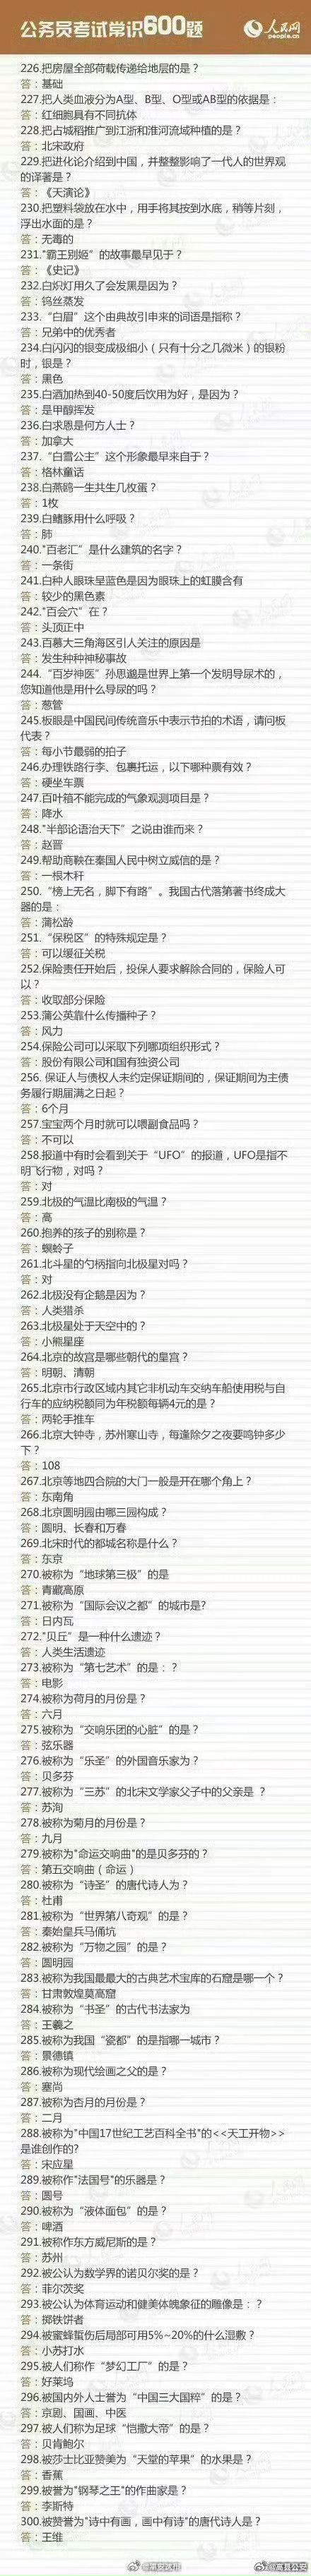 公务员考试常识600题
人民网
people.cn
226.把房屋全部荷载传递给地层的是？
答：基础
227.把人类血液分为A型、B型、O型或AB型的依据是：
答：红细胞具有不同抗体
228.把占城稻推广到江浙和淮河流域种植的是？
答：北宋政府
229.把进化论介绍到中国，并整整影响了一代人的世界观
的译著是？
答：《天演论》
230.把塑料袋放在水中，用手将其按到水底，稍等片刻，
浮出水面的是？
答：无毒的
231."霸王别姬”的故事最早见于？
答：《史记》
232.白炽灯用久了会发黑是因为？
答：钨丝蒸发
233.“白眉”这个由典故引申来的词语是指称？
答：兄弟中的优秀者
234.白闪闪的银变成极细小（只有十分之几微米）的银粉
时，银是？
答：黑色
235.白酒加热到40-50度后饮用为好，是因为？
答：是甲醇挥发
236.白求恩是何方人士？
答：加拿大
237.“白雪公主”这个形象最早来自于？
答：格林童话
238.白燕鸥一生共生几枚蛋？
答：1枚
239.白鳍豚用什么呼吸？
答：肺
240."百老汇”是什么建筑的名字？
答：一条街
241.白种人眼珠呈蓝色是因为眼珠上的虹膜含有
答：较少的黑色素
242."百会穴”在？
答：头顶正中
243.百慕大三角海区引人关注的原因是
答：发生种种神秘事故
244.“百岁神医”孙思邈是世界上第一个发明导尿术的，
您知道他是用什么导尿的吗？
答：葱管
245.板眼是中国民间传统音乐中表示节拍的术语，请问板
代表？
答：每小节最弱的拍子
246.办理铁路行李、包裹托运，以下哪种票有效？
答：硬坐车票
247.百叶箱不能完成的气象观测项目是？
答：降水
248."半部论语治天下”之说由谁而来？
答：赵晋
249.帮助商鞅在秦国人民中树立威信的是？
答：一根木秆
250.“榜上无名，脚下有路”。我国古代落第著书终成大
器的是：
答：蒲松龄
251.“保税区”的特殊规定是？
答：可以缓征关税
252.保险责任开始后，投保人要求解除合同的，保险人可
以？
答：收取部分保险
253.蒲公英靠什么传播种子？
答：风力
254.保险公司可以采取下列哪项组织形式？
答：股份有限公司和国有独资公司
256. 保证人与债权人未约定保证期间的，保证期间为主债
务履行期届满之日起？
答：6个月
257.宝宝两个月时就可以喂副食品吗？
答：不可以
258.报道中有时会看到关于“UFO”的报道，UFO是指不
明飞行物，对吗？
答：对
259.北极的气温比南极的气温？
答：高
260.抱养的孩子的别称是？
答：螟蛉子
261.北斗星的勺柄指向北极星对吗？
答：对
262.北极没有企鹅是因为？
答：人类猎杀
263.北极星处于天空中的？
答：小熊星座
264.北京的故宫是哪些朝代的皇宫？
答：明朝、清朝
265.北京市行政区域内其它非机动车交纳车船使用税与自
行车的应纳税额同为年税额每辆4元的是？
答：两轮手推车
266.北京大钟寺，苏州寒山寺，每逢除夕之夜要鸣钟多少
下？
答：108
267.北京等地四合院的大门一般是开在哪个角上？
答：东南角
268.北京圆明园由哪三园构成？
答：圆明、长春和万春
269.北宋时代的都城名称是什么？
答：东京
270.被称为“地球第三极”的是
答：青藏高原
271.被称为“国际会议之都”的城市是?
答：日内瓦
272."贝丘”是一种什么遗迹？
答：人类生活遗迹
273.被称为“第七艺术”的是：？
答：电影
274.被称为荷月的月份是？
答：六月
275.被称为“交响乐团的心脏”的是？
答：弦乐器
276.被称为“乐圣”的外国音乐家为？
答：贝多芬
277.被称为“三苏”的北宋文学家父子中的父亲是 ？
答：苏洵
278.被称为菊月的月份是？
答：九月
279.被称为"命运交响曲"的是贝多芬的？
答：第五交响曲（命运）
280.被称为“诗圣”的唐代诗人为？
答：杜甫
281.被称为“世界第八奇观”的是？
答：秦始皇兵马俑坑
282.被称为“万物之园”的是？
答：圆明园
283.被称为我国最最大的古典艺术宝库的石窟是哪一个？
答：甘肃敦煌莫高窟
284.被称为“书圣”的古代书法家为
答：王羲之
285.被称为我国“瓷都”的是指哪一城市？
答：景德镇
286.被称为现代绘画之父的是？
答：塞尚
287.被称为杏月的月份是？
答：二月
288.被称为"中国17世纪工艺百科全书"的<<天工开物>>
是谁创作的?
答：宋应星
289.被称作"法国号"的乐器是？
答：圆号
290.被称为“液体面包”的是？
答：啤酒
291.被称作东方威尼斯的是？
答：苏州
292.被公认为数学界的诺贝尔奖的是？
答：菲尔茨奖
293.被公认为体育运动和健美体魄象征的雕像是：？
答：掷铁饼者
294.被蜜蜂蜇伤后局部可用5%~20%的什么湿敷？
答：小苏打水
295.被人们称作“梦幻工厂”的是？
答：好莱坞
296.被国内外人士誉为“中国三大国粹”的是？
答：京剧、国画、中医
297.被人们称为足球“恺撒大帝”的是？
答：贝肯鲍尔
298.被莎士比亚赞美为“天堂的苹果”的水果是？
答：香蕉
299.被誉为"钢琴之王"的作曲家是？
答：李斯特
300.被赞誉为"诗中有画，画中有诗"的唐代诗人是？
答：王维
@嵩县公安